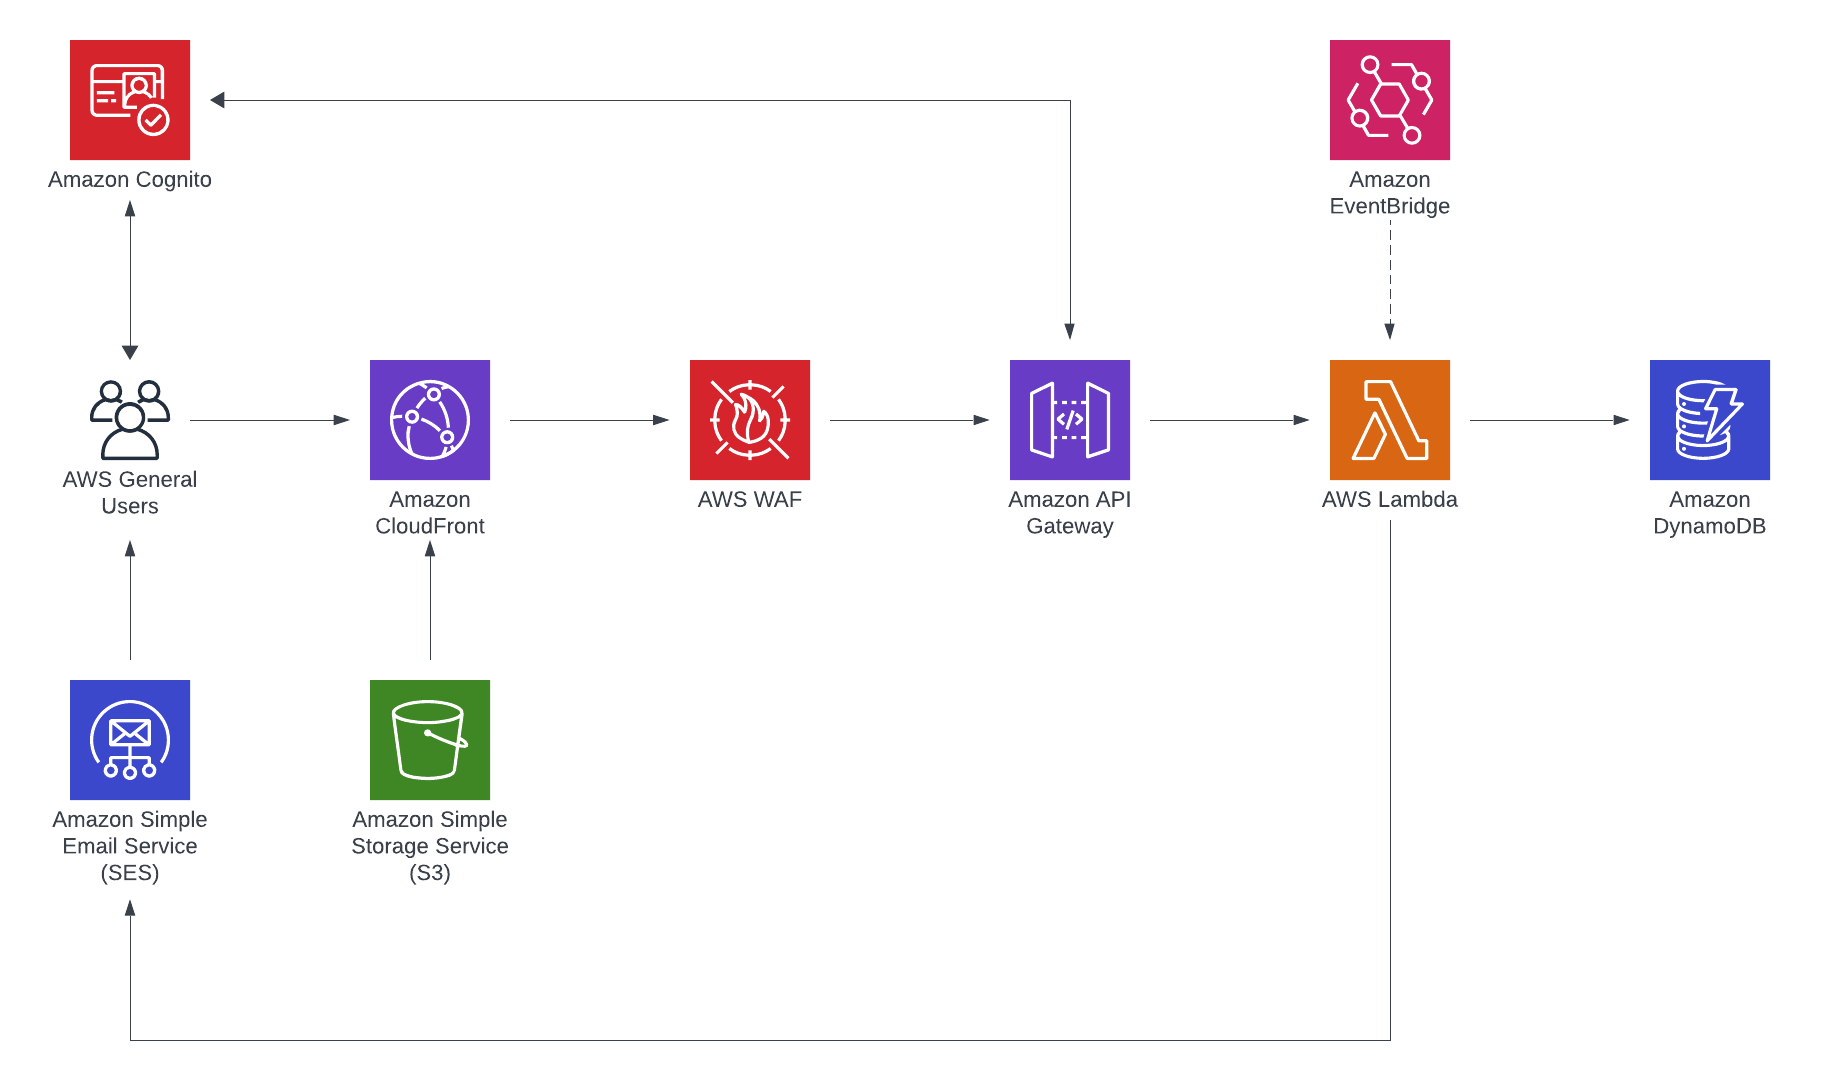 Amazon Cognito
Amazon
EventBridge
AWS General
Users
Amazon
CloudFront
AWS WAF
Amazon API
Gateway
AWS Lambda
Amazon
DynamoDB
Amazon Simple
Email Service
(SES)
Amazon Simple
Storage Service
(S3)